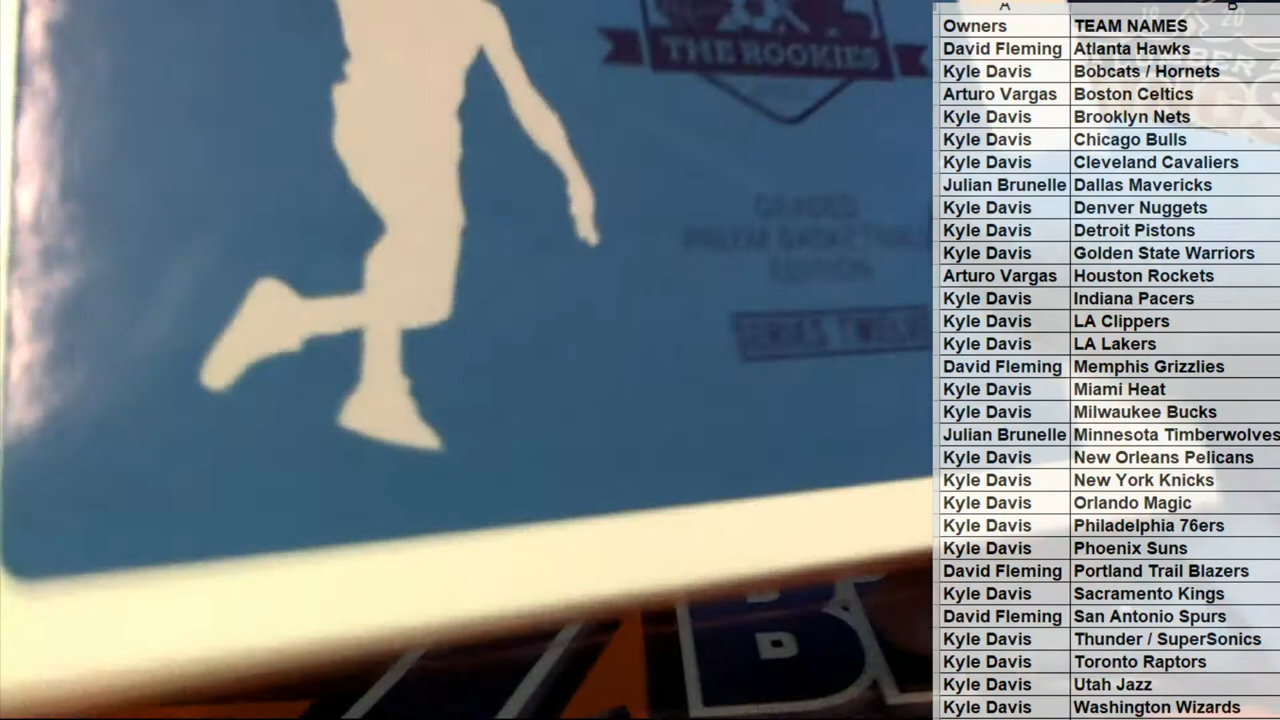 THE ROOKIES
GRADED
PRIZM BASKETBALL
EDITION
SERIES TWELVE
A B
Owners TEAM NAMES
David Fleming Atlanta Hawks
Kyle Davis Bobcats / Hornets
Arturo Vargas Boston Celtics
Kyle Davis Brooklyn Nets
Kyle Davis Chicago Bulls
Kyle Davis Cleveland Cavaliers
Julian Brunelle Dallas Mavericks
Kyle Davis Denver Nuggets
Kyle Davis Detroit Pistons
Kyle Davis Golden State Warriors
Arturo Vargas Houston Rockets
Kyle Davis Indiana Pacers
Kyle Davis LA Clippers
Kyle Davis LA Lakers
David Fleming Memphis Grizzlies
Kyle Davis Miami Heat
Kyle Davis Milwaukee Bucks
Julian Brunelle Minnesota Timberwolves
Kyle Davis New Orleans Pelicans
Kyle Davis New York Knicks
Kyle Davis Orlando Magic
Kyle Davis Philadelphia 76ers
Kyle Davis Phoenix Suns
David Fleming Portland Trail Blazers
Kyle Davis Sacramento Kings
David Fleming San Antonio Spurs
Kyle Davis Thunder / SuperSonics
Kyle Davis Toronto Raptors
Kyle Davis Utah Jazz
Kyle Davis Washington Wizards